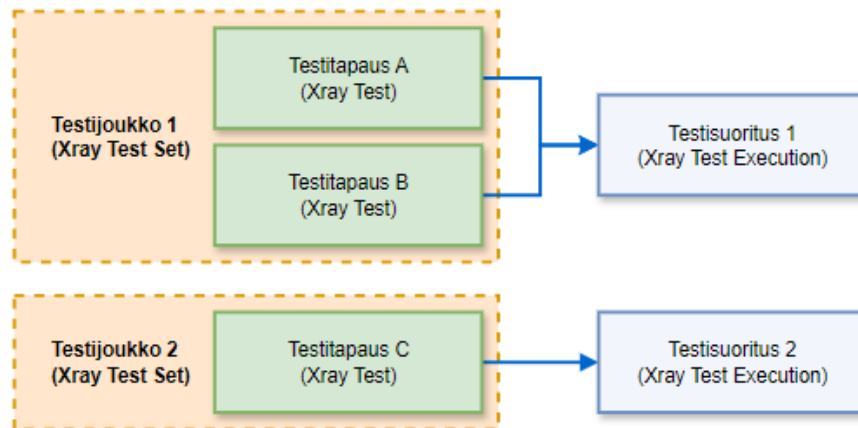 Testijoukko 1
(Xray Test Set)
Testitapaus A
(Xray Test)
Testitapaus B
(Xray Test)
Testisuoritus 1
(Xray Test Execution)
Testijoukko 2
(Xray Test Set)
Testitapaus C
(Xray Test)
Testisuoritus 2
(Xray Test Execution)